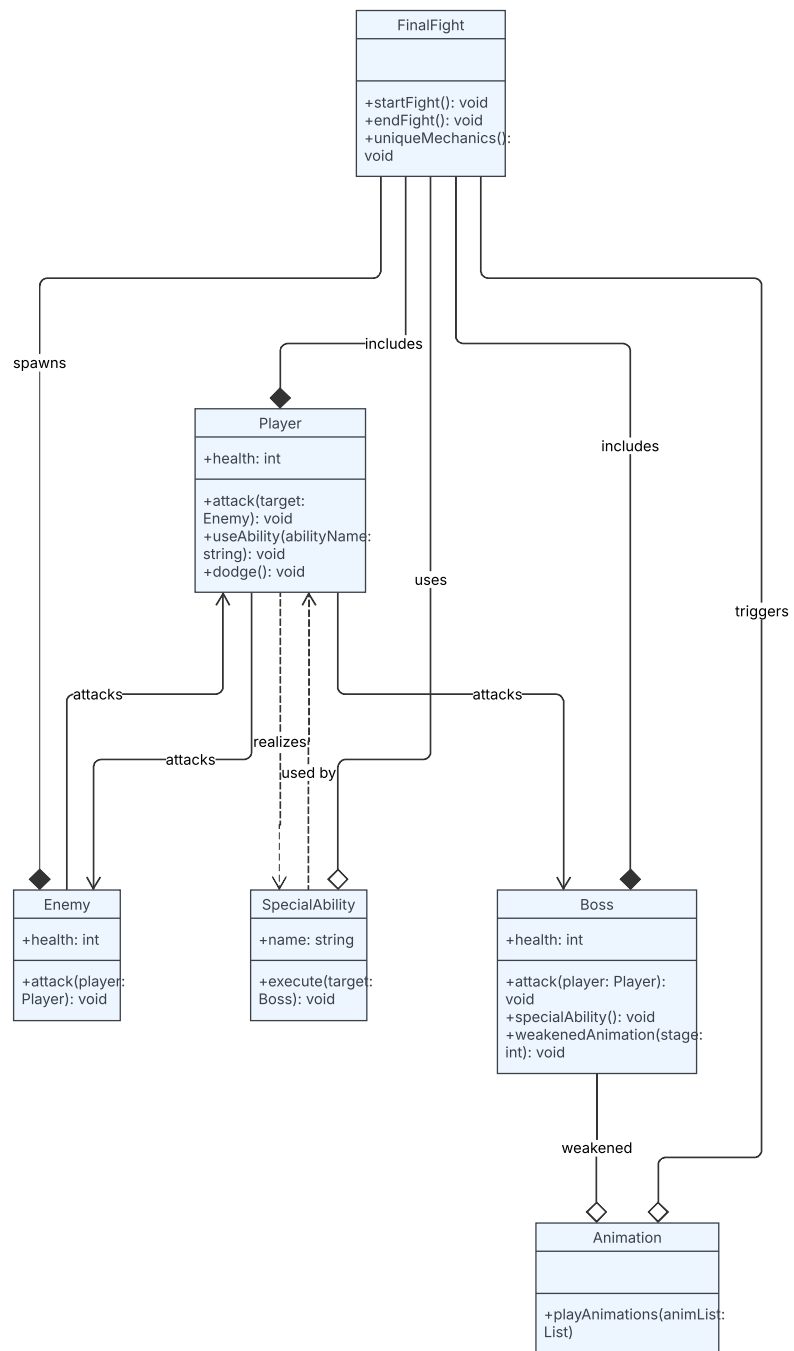 FinalFight
+startFight(): void
+endFight(): void
+uniqueMechanics():
void
includes
spawns
Player
+health: int
+attack(target:
Enemy): void
+useAbility(abilityName:
string): void
+dodge(): void
includes
uses
triggers
attacks
attacks
realizes
attacks
used by
Enemy
+health: int
+attack(player:
Player): void
SpecialAbility
+name: string
+execute(target:
Boss): void
Boss
+health: int
+attack(player: Player):
void
+specialAbility(): void
+weakenedAnimation(stage:
int): void
weakened
Animation
+playAnimations(animList:
List)